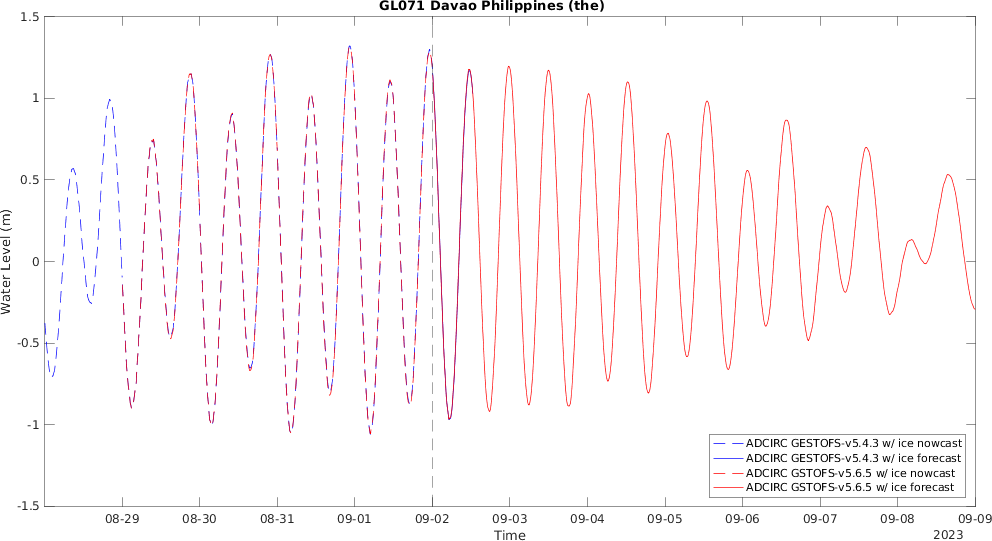 GL071 Davao Philippines (the)
1.5
1
0.5
0
-0.5
-1
-1.5
Water Level (m)
08-29 08-30 08-31 09-01 09-02 09-03 09-04 09-05 09-06 09-07 09-08 09-09
Time
2023
ADCIRC GESTOFS-v5.4.3 w/ ice nowcast
ADCIRC GESTOFS-v5.4.3 w/ ice forecast
ADCIRC GSTOFS-v5.6.5 w/ ice nowcast
ADCIRC GSTOFS-v5.6.5 w/ ice forecast